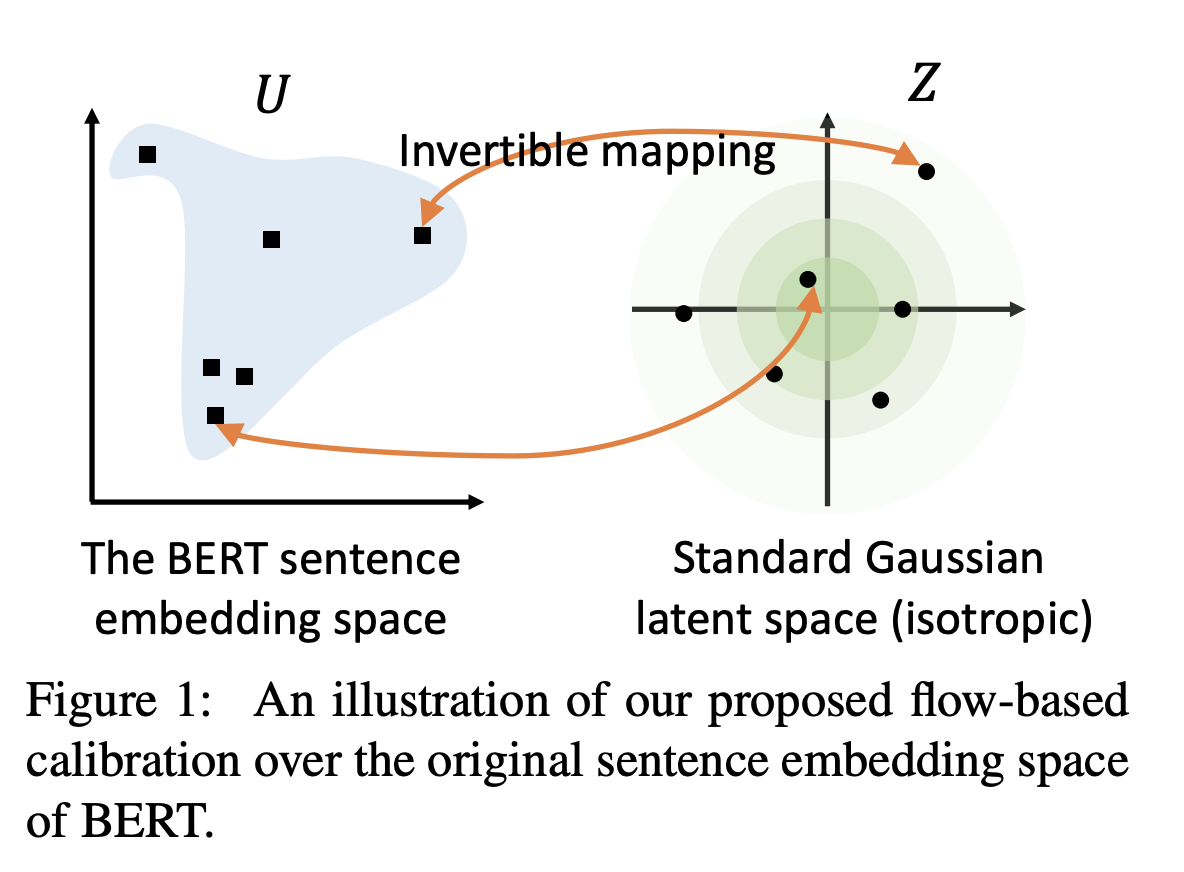 U
Z
Invertible mapping
The BERT sentence
embedding space
Standard Gaussian
latent space (isotropic)
Figure 1: An illustration of our proposed flow-based
calibration over the original sentence embedding space
of BERT.